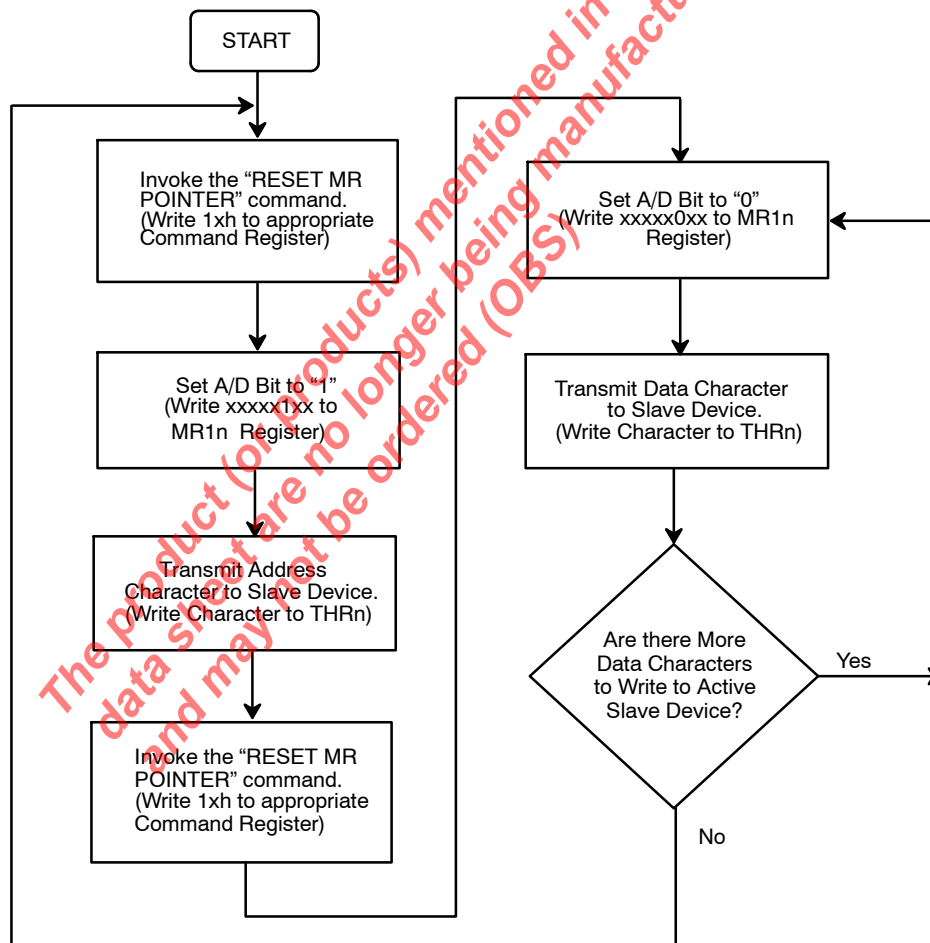 START
Invoke the “RESET MR
POINTER” command.
(Write 1xh to appropriate
Command Register)
Set A/D Bit to “1”
(Write xxxxx1xx to
MR1n Register)
Transmit Address
Character to Slave Device.
(Write Character to THRn)
Invoke the “RESET MR
POINTER” command.
(Write 1xh to appropriate
Command Register)
Set A/D Bit to “0”
(Write xxxxx0xx to MR1n
Register)
Transmit Data Character
to Slave Device.
(Write Character to THRn)
Are there More
Data Characters
to Write to Active
Slave Device?
Yes
No
The product (or products) mentioned in
data sheet are no longer being
and may not be ordered (OBS)